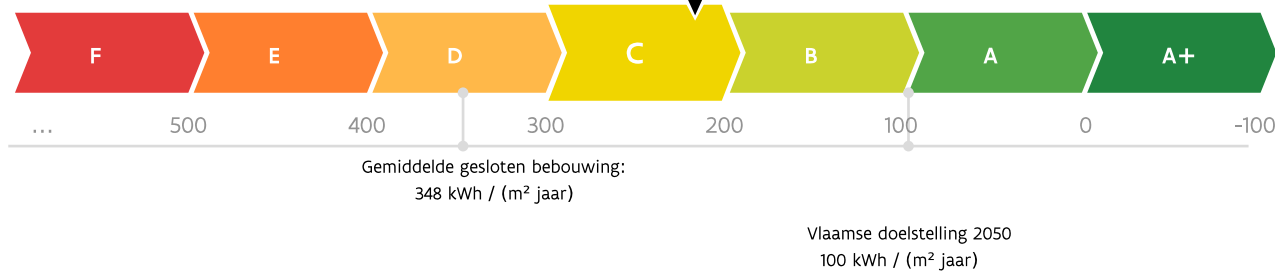 F E D C B A A+
... 500 400 300 200 100 0 -100
Gemiddelde gesloten bebouwing:
348 kWh / (m² jaar)
Vlaamse doelstelling 2050
100 kWh / (m² jaar)